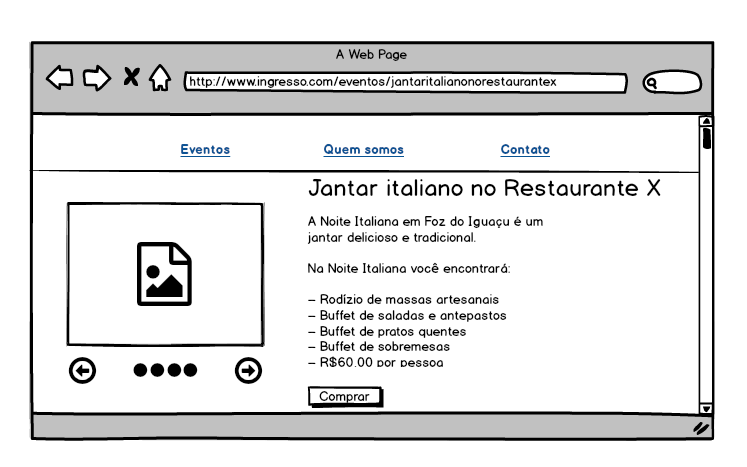 A Web Page
http://www.ingresso.com/eventos/jantaritalianonorestaurantex
Eventos Quem somos Contato
Jantar italiano no Restaurante X
A Noite Italiana em Foz do Iguaçu é um
jantar delicioso e tradicional.
Na Noite Italiana você encontrará:
– Rodízio de massas artesanais
– Buffet de saladas e antepastos
– Buffet de pratos quentes
– Buffet de sobremesas
– R$60.00 por pessoa
Comprar